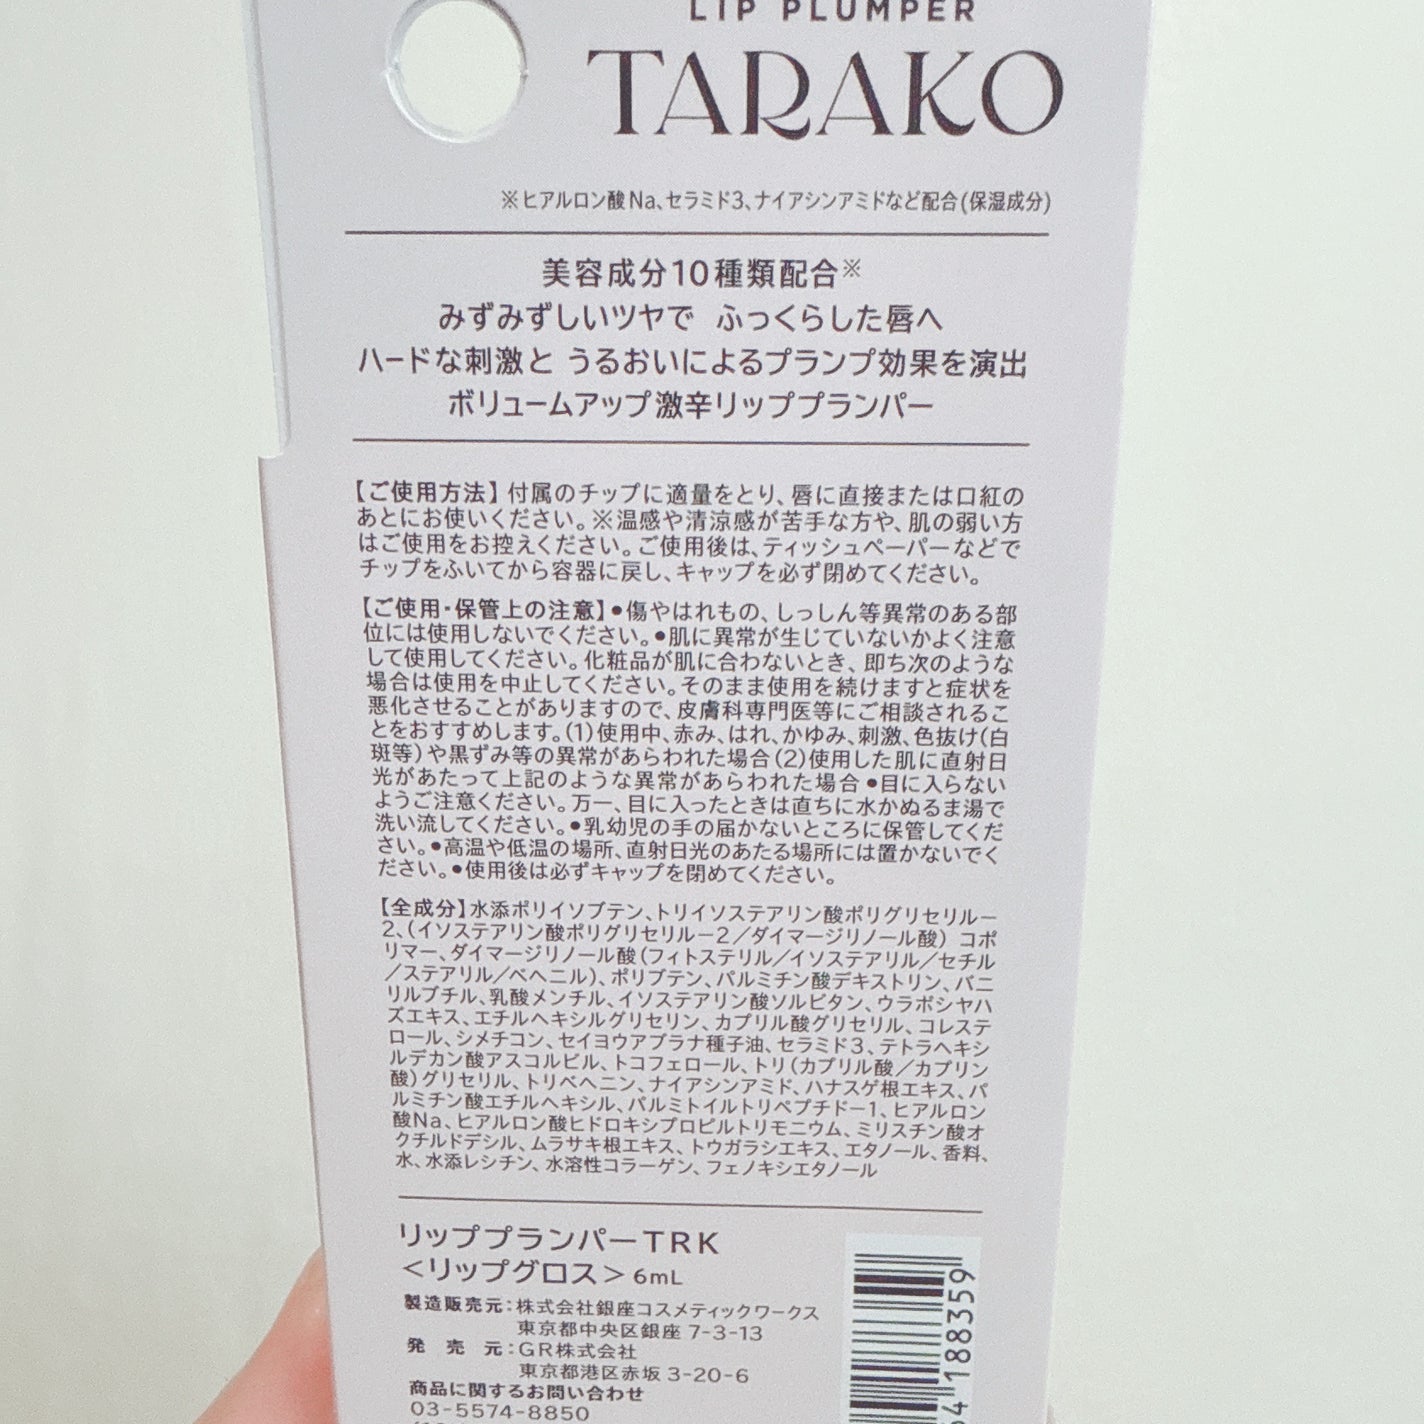 LIP PLUMPER
TARAKO
※ヒアルロン酸Na、セラミド3、ナイアシンアミドなど配合(保湿成分)
美容成分10種類配合※
みずみずしいツヤで ふっくらした唇へ
ハードな刺激と うるおいによるプランプ効果を演出
ボリュームアップ激辛リッププランパー
【ご使用方法】付属のチップに適量をとり、唇に直接または口紅の
あとにお使いください。※温感や清涼感が苦手な方や、肌の弱い方
はご使用をお控えください。ご使用後は、ティッシュペーパーなどで
チップをふいてから容器に戻し、キャップを必ず閉めてください。
【ご使用・保管上の注意】●傷やはれもの、しっしん等異常のある部
位には使用しないでください。●肌に異常が生じていないかよく注意
して使用してください。化粧品が肌に合わないとき、即ち次のような
場合は使用を中止してください。そのまま使用を続けますと症状を
悪化させることがありますので、皮膚科専門医等にご相談されるこ
とをおすすめします。(1)使用中、赤み、はれ、かゆみ、刺激、色抜け(白
斑等)や黒ずみ等の異常があらわれた場合(2)使用した肌に直射日
光があたって上記のような異常があらわれた場合●目に入らない
ようご注意ください。万一、目に入ったときは直ちに水かぬるま湯で
洗い流してください。●乳幼児の手の届かないところに保管してくだ
さい。●高温や低温の場所、直射日光のあたる場所には置かないでく
ださい。●使用後は必ずキャップを閉めてください。
【全成分】水添ポリイソブテン、トリイソステアリン酸ポリグリセリル－
2、(イソステアリン酸ポリグリセリル－2／ダイマージリノール酸) コポ
リマー、ダイマージリノール酸(フィトステリル／イソステアリル／セチル
／ステアリル／ベヘニル)、ポリブテン、パルミチン酸デキストリン、バニ
リルブチル、乳酸メンチル、イソステアリン酸ソルビタン、ウラボシヤハ
ズエキス、エチルヘキシルグリセリン、カプリル酸グリセリル、コレステ
ロール、シメチコン、セイヨウアブラナ種子油、セラミド3、テトラヘキシ
ルデカン酸アスコルビル、トコフェロール、トリ(カプリル酸／カプリン
酸)グリセリル、トリベヘニン、ナイアシンアミド、ハナスゲ根エキス、パ
ルミチン酸エチルヘキシル、パルミトイルトリペプチド－1、ヒアルロン
酸Na、ヒアルロン酸ヒドロキシプロピルトリモニウム、ミリスチン酸オ
クチルドデシル、ムラサキ根エキス、トウガラシエキス、エタノール、香料、
水、水添レシチン、水溶性コラーゲン、フェノキシエタノール
リッププランパーTRK
＜リップグロス＞6mL
製造販売元：株式会社銀座コスメティックワークス
東京都中央区銀座 7-3-13
発 売 元：GR株式会社
東京都港区赤坂 3-20-6
商品に関するお問い合わせ
03-5574-8850
4 188359